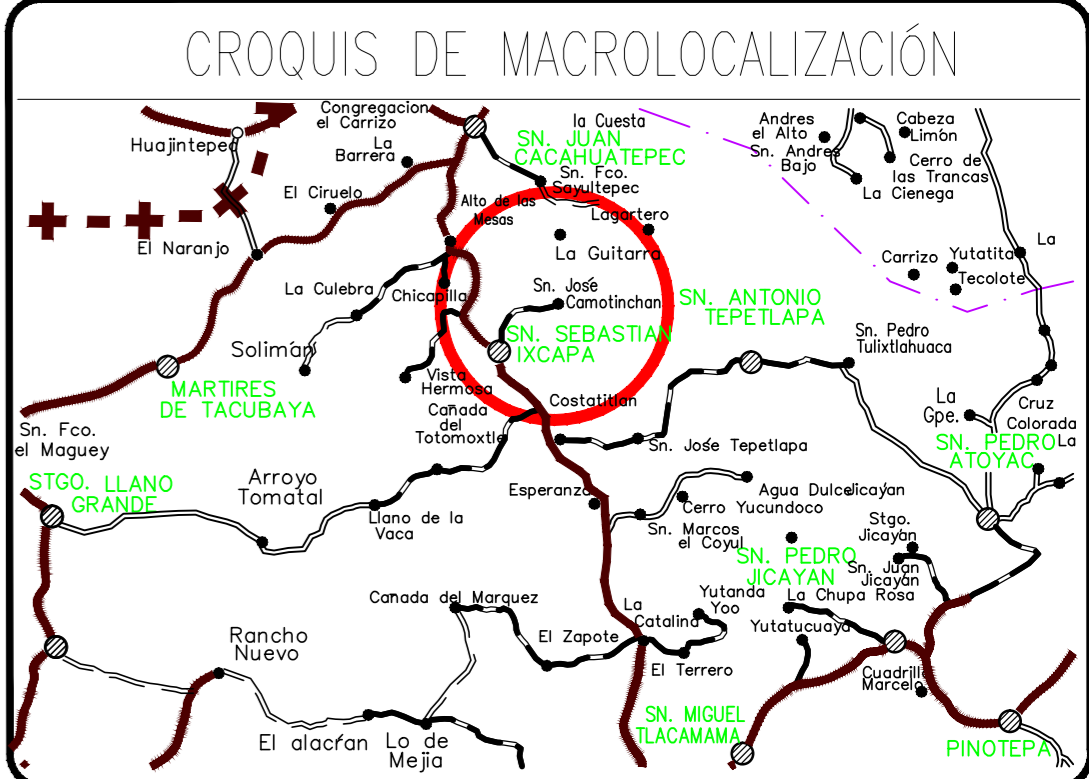 CROQUIS DE MACROLOCALIZACIÓN
Congregacion
el Carrizo
la Cuesta
Andres
el Alto
Cabeza
Limón
Huajintepec
La
Barrera
SN. JUAN
CACAHUATEPEC
Sn. Andres
Bajo
Cerro de
las Trancas
La Cienega
El Ciruelo
Sn. Fco.
Sayultepec
Alto de las
Mesas
Lagartero
El Naranjo
La Guitarra
La
Carrizo
Yutatita
Tecolote
La Culebra
Chicapilla
Sn. José
Camotinchan
SN. ANTONIO
TEPETLAPA
Solimán
SN. SEBASTIAN
IXCAPA
Sn. Pedro
Tulixtlahuaca
MARTIRES
DE TACUBAYA
Vista
Hermosa
Costatitlan
La
Gpe.
Cruz
Colorada
La
Sn. Fco.
el Maguey
Cañada
del
Totomoxtle
Sn. Jose Tepetlapa
SN. PEDRO
ATOYAC
STGO. LLANO
GRANDE
Arroyo
Tomatal
Esperanza
Agua Dulce
Jicayan
Cerro
Yucundoco
Llano de la
Vaca
Sn. Marcos
el Coyul
Stgo.
Jicayán
SN. PEDRO
JICAYAN
Sn. Juan
Jicayán
Cañada del Marquez
La
Catalina
Yutanda
Yoo
La Chupa Rosa
Rancho
Nuevo
El Zapote
Yutatucuaya
El Terrero
Cuadrilla
Marcelo
El alacran
Lo de
Mejia
SN. MIGUEL
TLACAMAMA
PINOTEPA